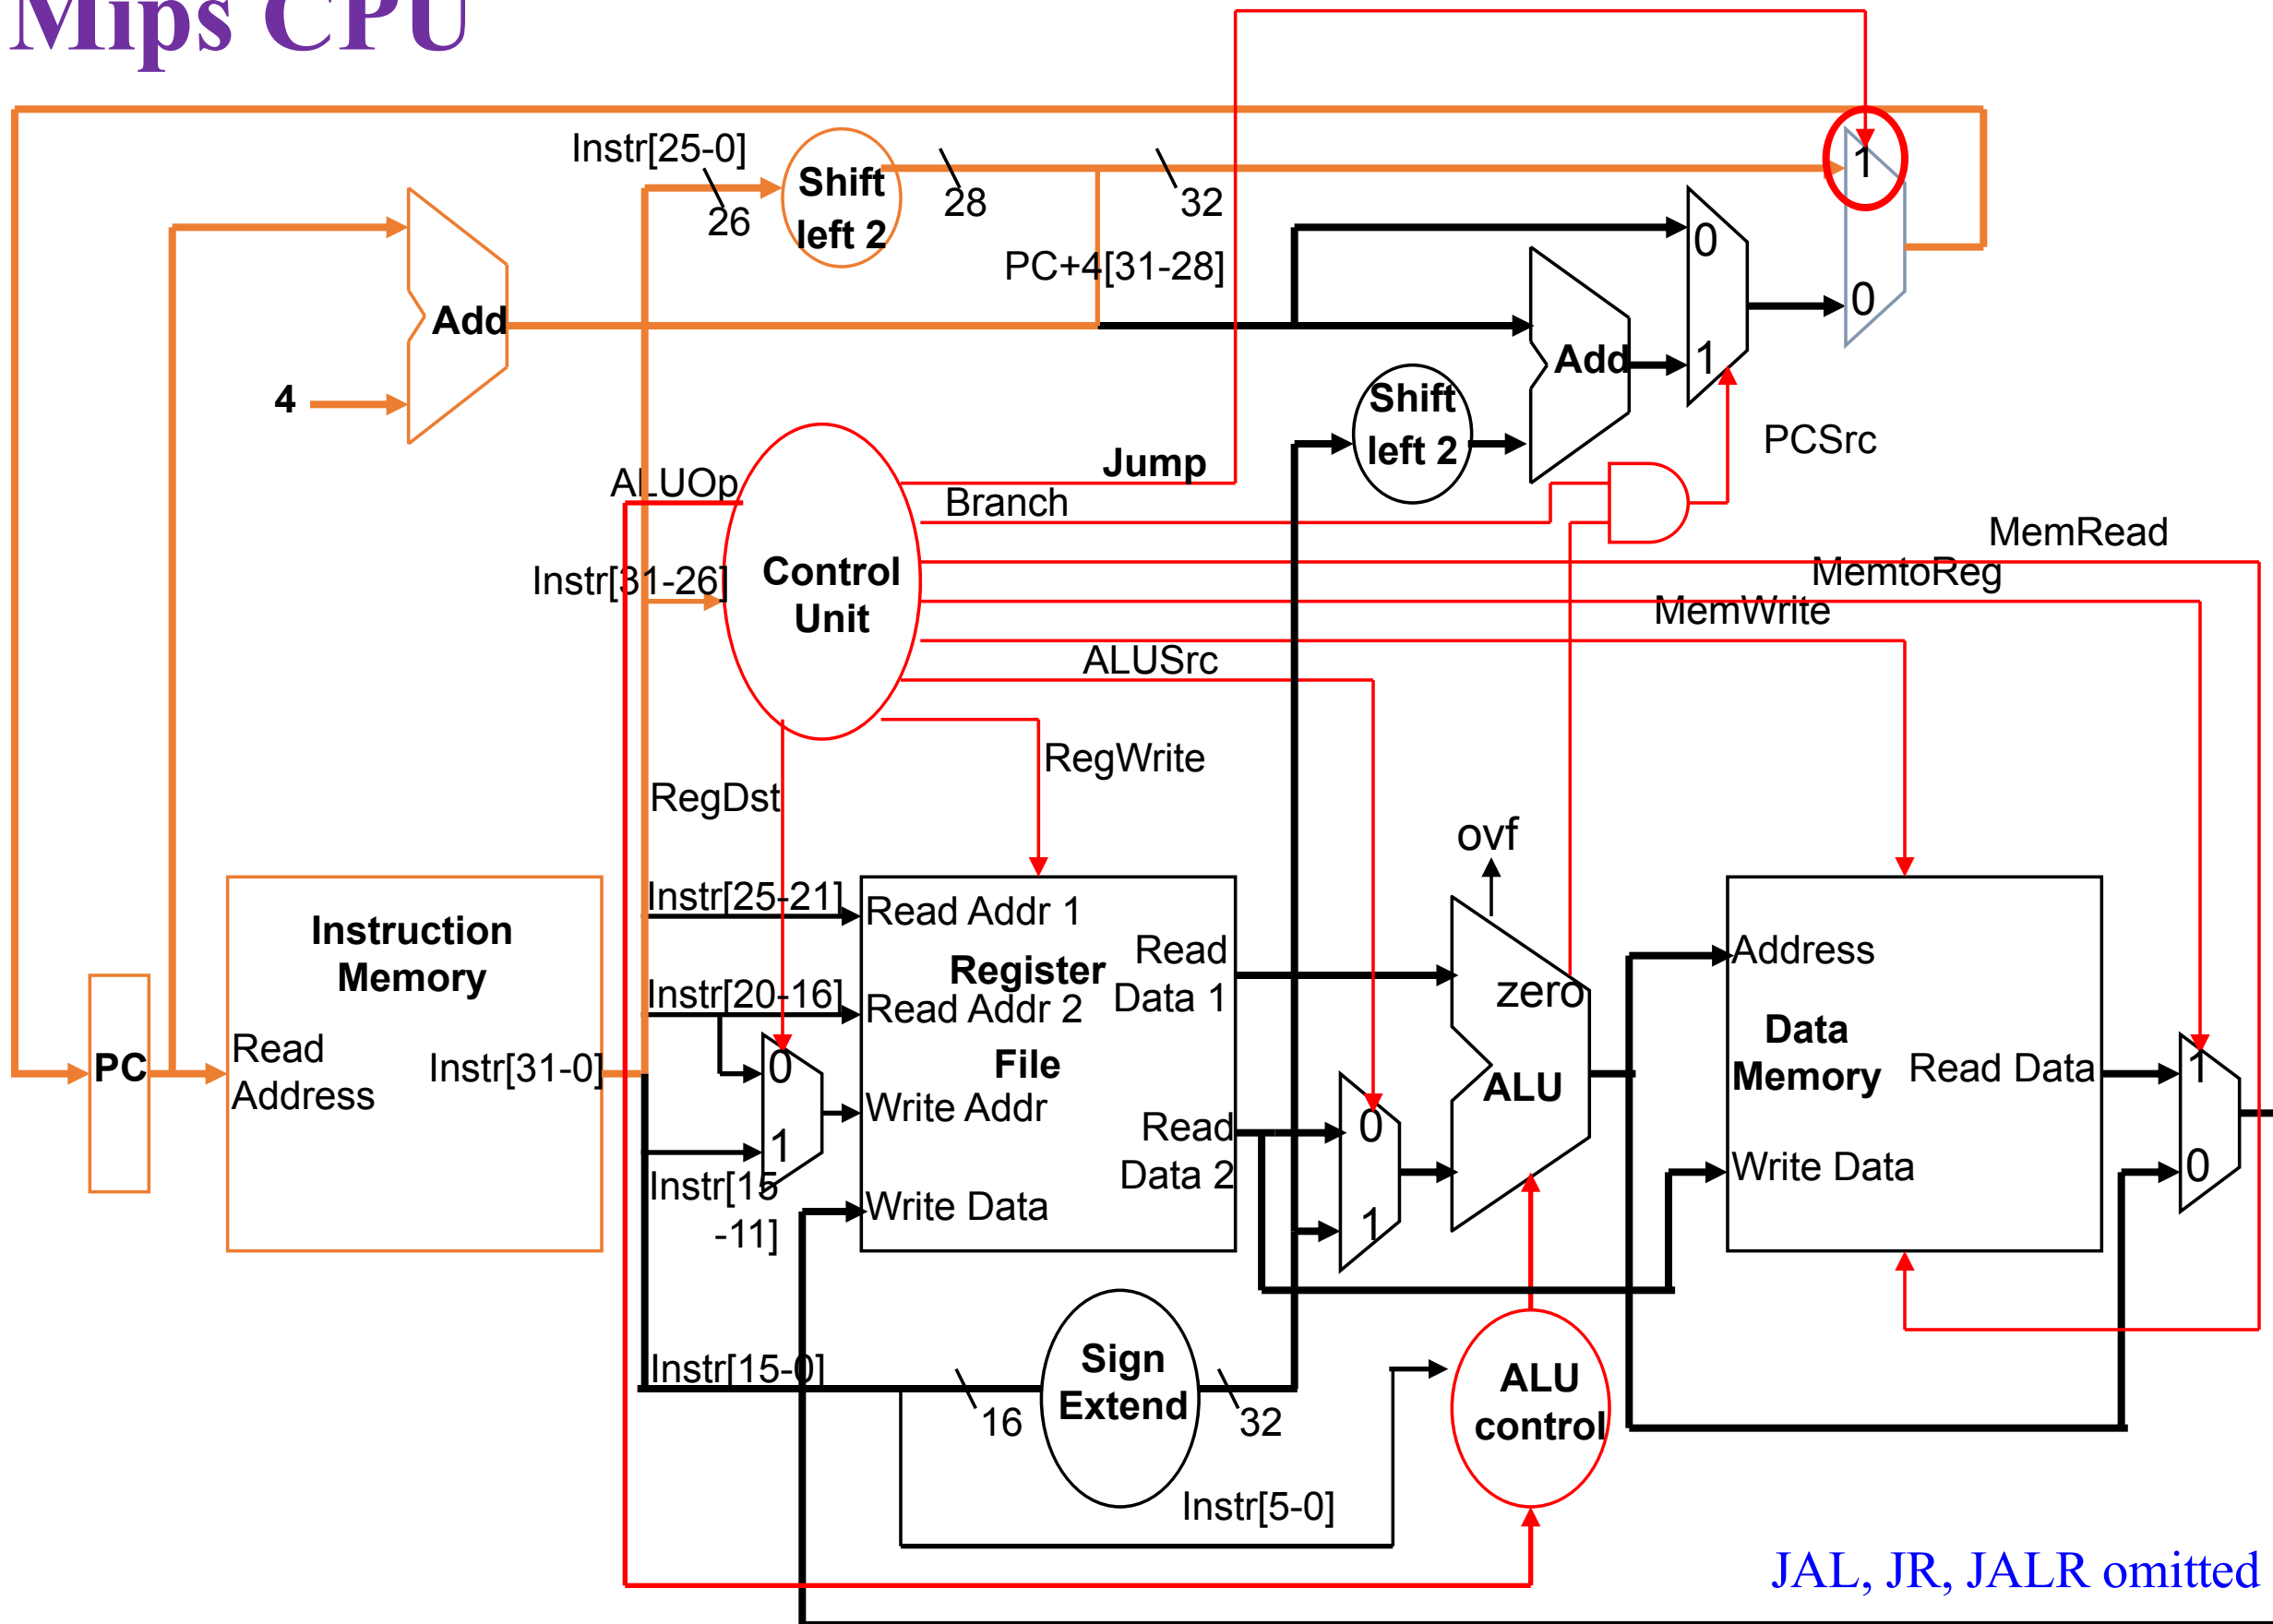 Mips CPU
Instr[25-0]
Shift
left 2
26
28
32
1
0
PC+4[31-28]
0
1
Add
4
Add
Shift
left 2
PCSrc
ALUOp
Jump
Branch
MemRead
MemtoReg
MemWrite
Instr[31-26]
Control
Unit
ALUSrc
RegWrite
RegDst
ovf
Instr[25-21]
Read Addr 1
Instruction
Memory
Register
Read
Data 1
Address
Instr[20-16]
Read Addr 2
zero
Data
Memory
PC
Read
Address
Instr[31-0]
0
1
File
ALU
Read Data
1
0
Write Addr
Read
Data 2
0
1
Write Data
Instr[15
-11]
Write Data
Instr[15-0]
16
Sign
Extend
32
ALU
control
Instr[5-0]
JAL, JR, JALR omitted